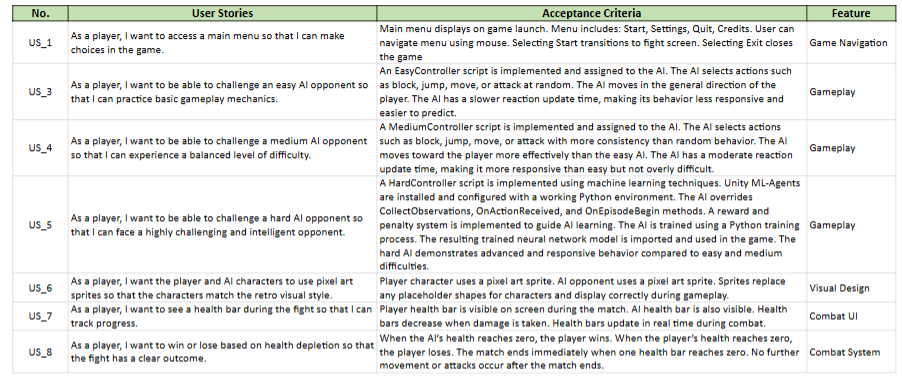 No. User Stories Acceptance Criteria Feature
US_1
As a player, I want to access a main menu so that I can make
choices in the game.
Main menu displays on game launch. Menu includes: Start, Settings, Quit, Credits. User can
navigate menu using mouse. Selecting Start transitions to fight screen. Selecting Exit closes
the game
Game Navigation
US_3
As a player, I want to be able to challenge an easy AI opponent so
that I can practice basic gameplay mechanics.
An EasyController script is implemented and assigned to the AI. The AI selects actions such
as block, jump, move, or attack at random. The AI moves in the general direction of the
player. The AI has a slower reaction update time, making its behavior less responsive and
easier to predict.
Gameplay
US_4
As a player, I want to be able to challenge a medium AI opponent
so that I can experience a balanced level of difficulty.
A MediumController script is implemented and assigned to the AI. The AI selects actions
such as block, jump, move, or attack with more consistency than random behavior. The AI
moves toward the player more effectively than the easy AI. The AI has a moderate reaction
update time, making it more responsive than easy but not overly difficult.
Gameplay
US_5
As a player, I want to be able to challenge a hard AI opponent so
that I can face a highly challenging and intelligent opponent.
A HardController script is implemented using machine learning techniques. Unity ML-Agents
are installed and configured with a working Python environment. The AI overrides
CollectObservations, OnActionReceived, and OnEpisodeBegin methods. A reward and
penalty system is implemented to guide AI learning. The AI is trained using a Python training
process. The resulting trained neural network model is imported and used in the game. The
hard AI demonstrates advanced and responsive behavior compared to easy and medium
difficulties.
Gameplay
US_6
As a player, I want the player and AI characters to use pixel art
sprites so that the characters match the retro visual style.
Player character uses a pixel art sprite. AI opponent uses a pixel art sprite. Sprites replace
any placeholder shapes for characters and display correctly during gameplay.
Visual Design
US_7
As a player, I want to see a health bar during the fight so that I can
track progress.
Player health bar is visible on screen during the match. AI health bar is also visible. Health
bars decrease when damage is taken. Health bars update in real time during combat.
Combat UI
US_8
As a player, I want to win or lose based on health depletion so that
the fight has a clear outcome.
When the AI's health reaches zero, the player wins. When the player's health reaches zero,
the player loses. The match ends immediately when one health bar reaches zero. No further
movement or attacks occur after the match ends.
Combat System